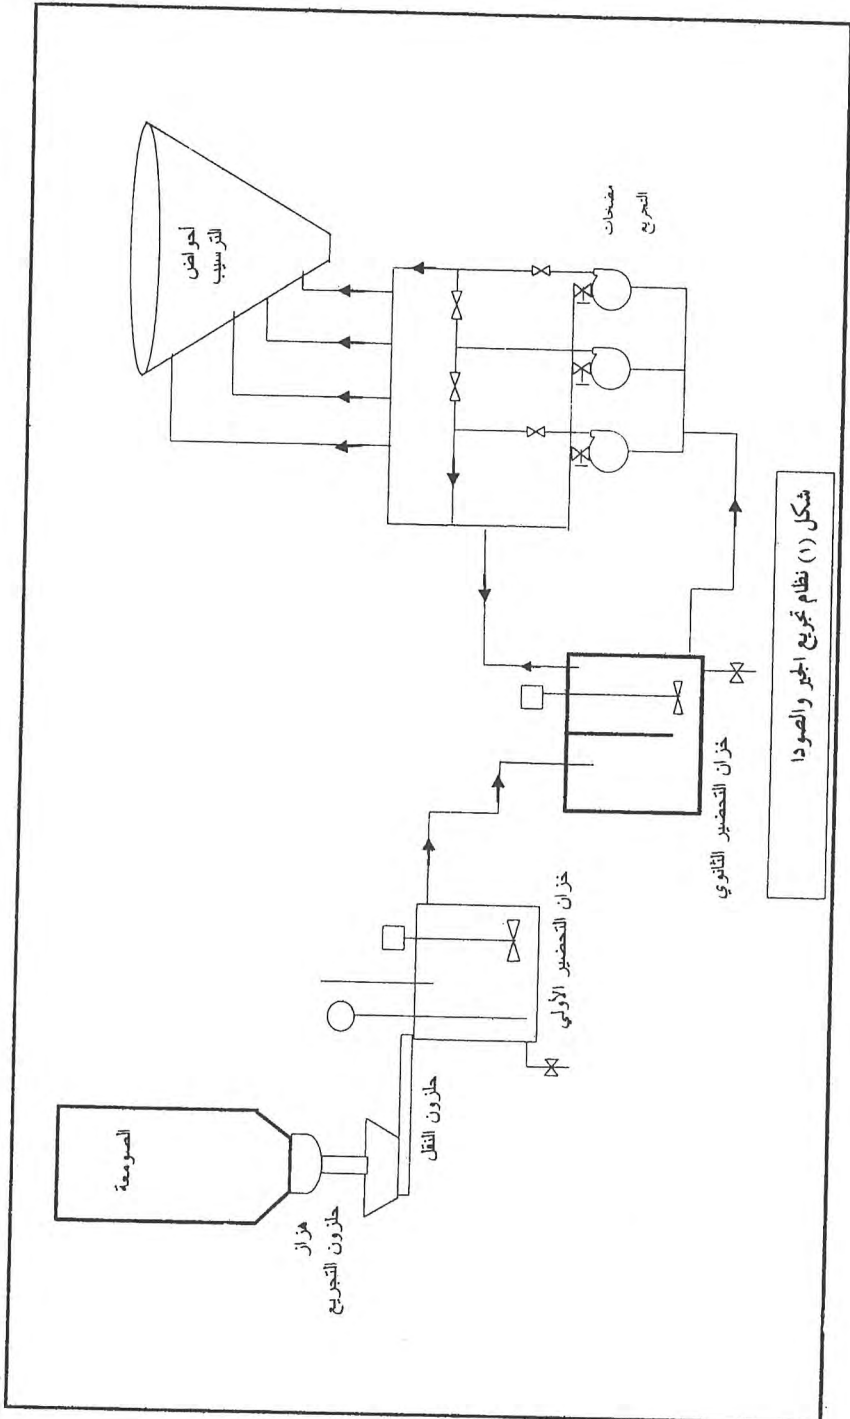 شكل (١) نظام تجريع الجير والصودا
الصومعة
هزاز
حلزون التجريع
حلزون النقل
خزان التحضير الأولي
خزان التحضير الثانوي
مضخات
التجريع
أحواض
الترسيب